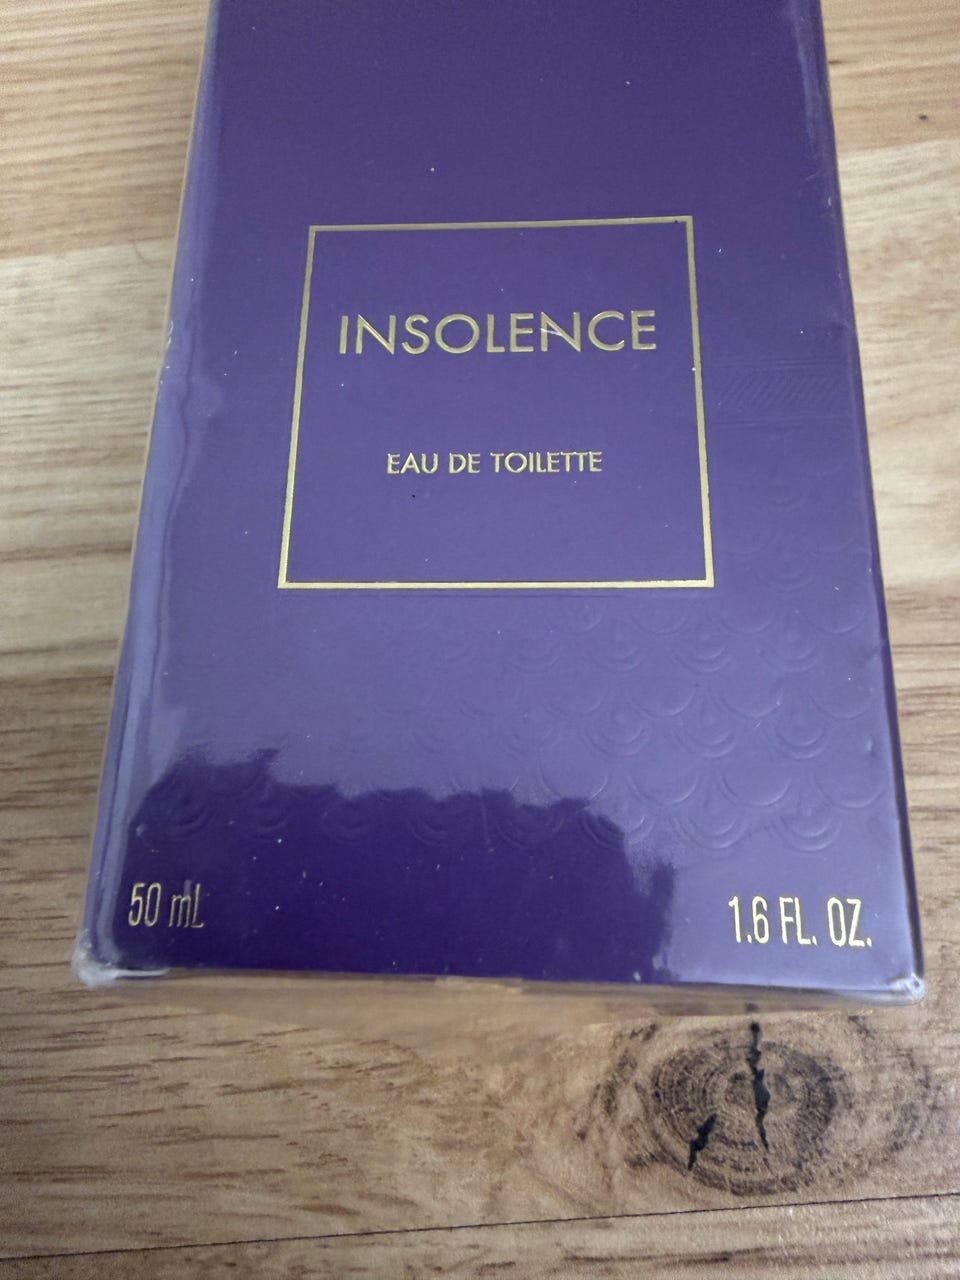 INSOLENCE
EAU DE TOILETTE
50 mL
1.6 FL. OZ.